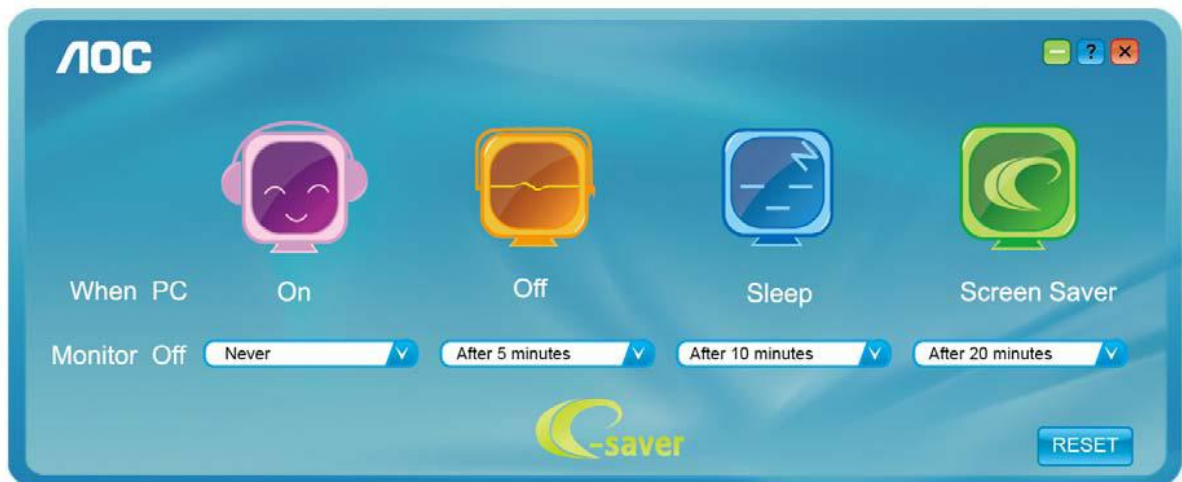 AOC
?
When PC On Off Sleep Screen Saver
Monitor Off Never After 5 minutes After 10 minutes After 20 minutes
e-saver
RESET